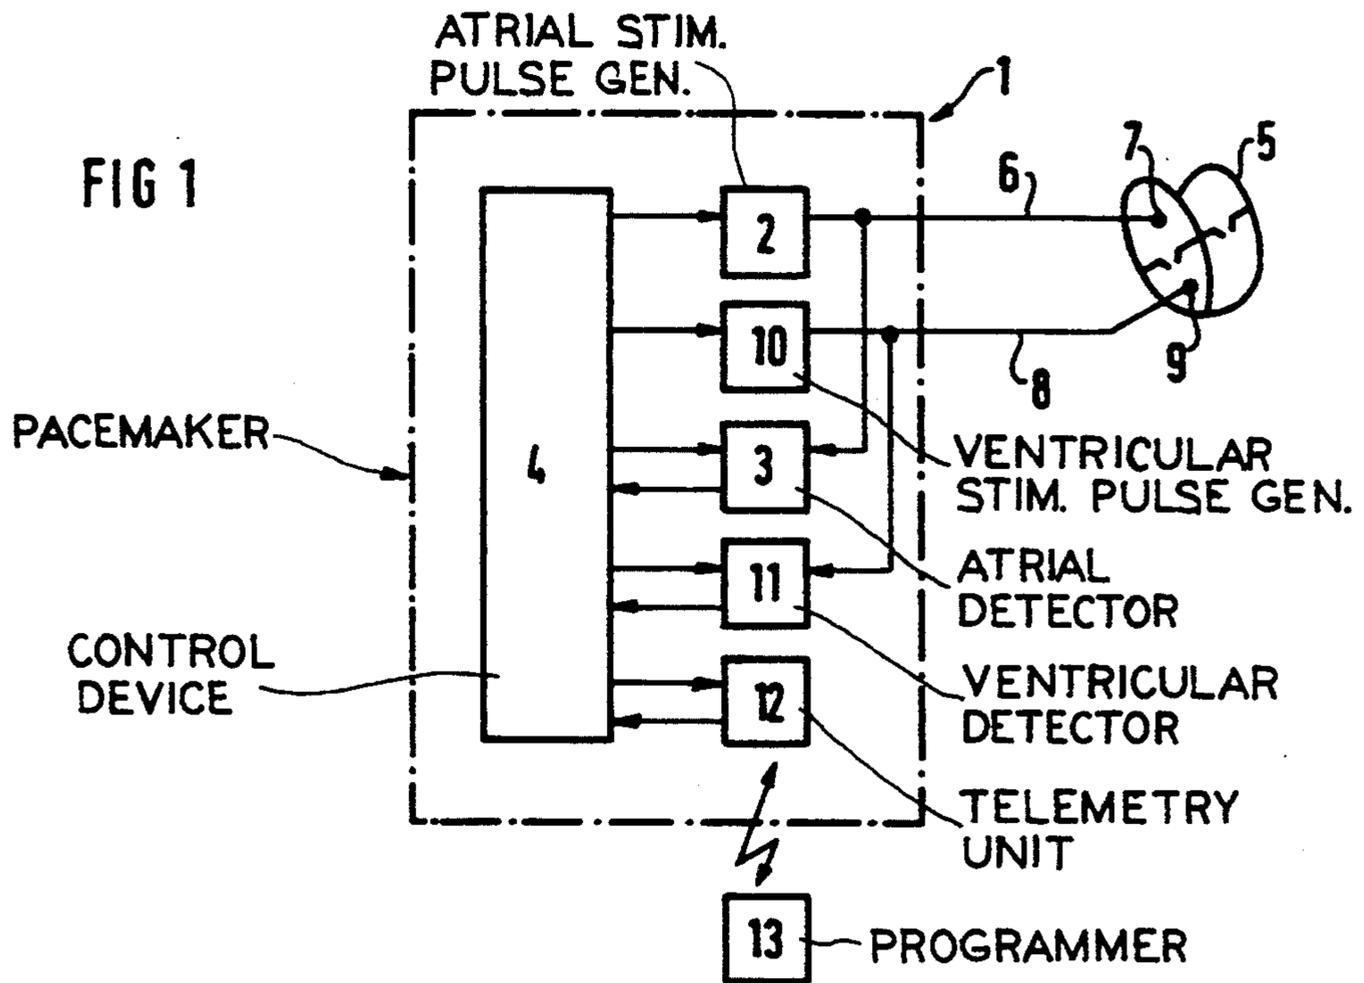 ATRIAL STIM.
PULSE GEN.
1
FIG 1
7
5
6
2
10
9
8
PACEMAKER
4
3
VENTRICULAR
STIM. PULSE GEN.
11
ATRIAL
DETECTOR
CONTROL
DEVICE
12
VENTRICULAR
DETECTOR
TELEMETRY
UNIT
13
PROGRAMMER